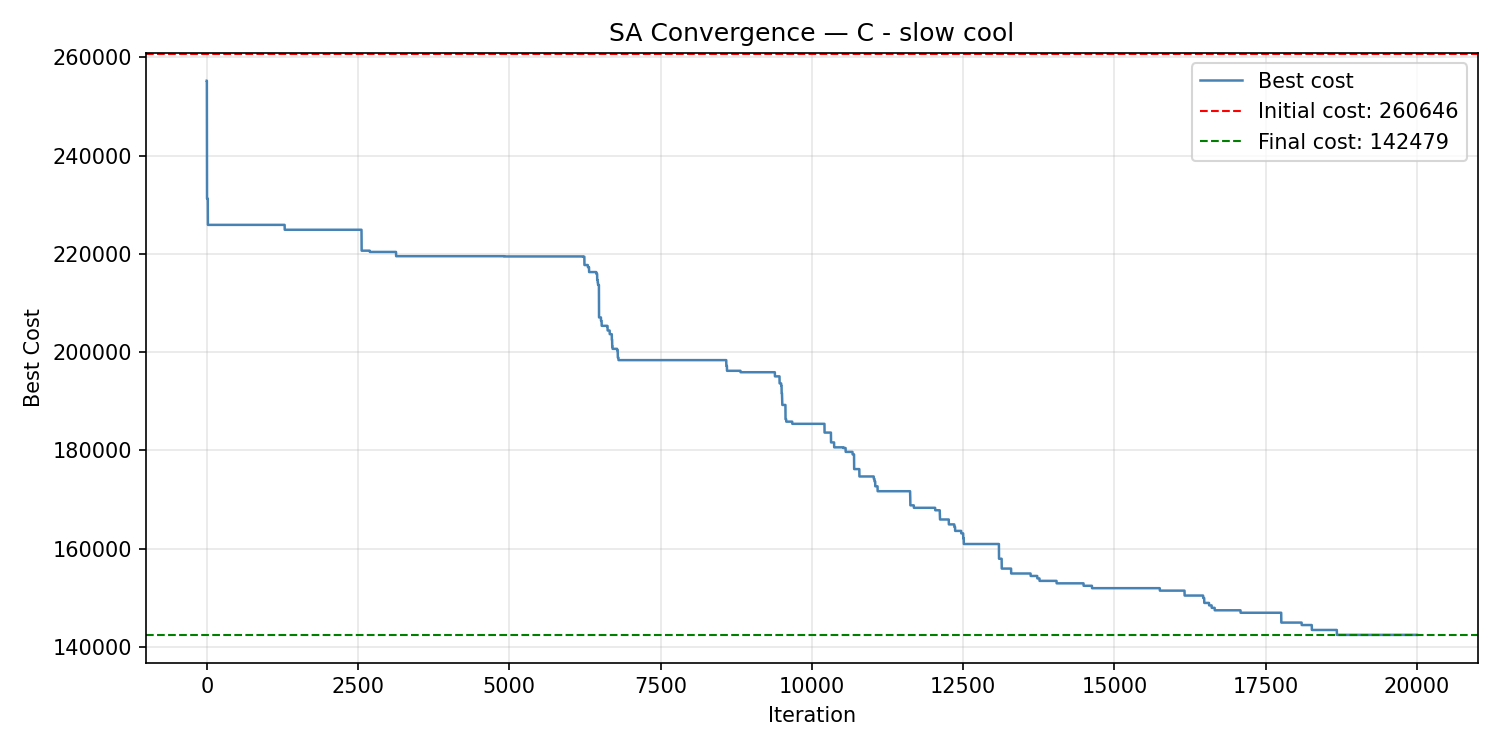 SA Convergence — C - slow cool
Best cost
Initial cost: 260646
Final cost: 142479
260000
240000
220000
200000
180000
160000
140000
Best Cost
0
2500
5000
7500
10000
12500
15000
17500
20000
Iteration